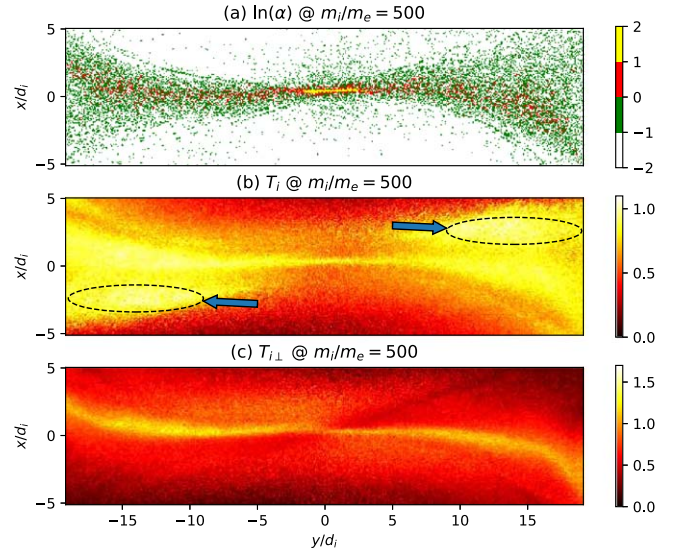 (a) ln(α) @ m_i/m_e = 500
5
0
−5
x/d_i
2
1
0
−1
−2
(b) T_i @ m_i/m_e = 500
5
0
−5
x/d_i
1.0
0.5
0.0
(c) T_{i⊥} @ m_i/m_e = 500
5
0
−5
x/d_i
1.5
1.0
0.5
0.0
−15 −10 −5 0 5 10 15
y/d_i